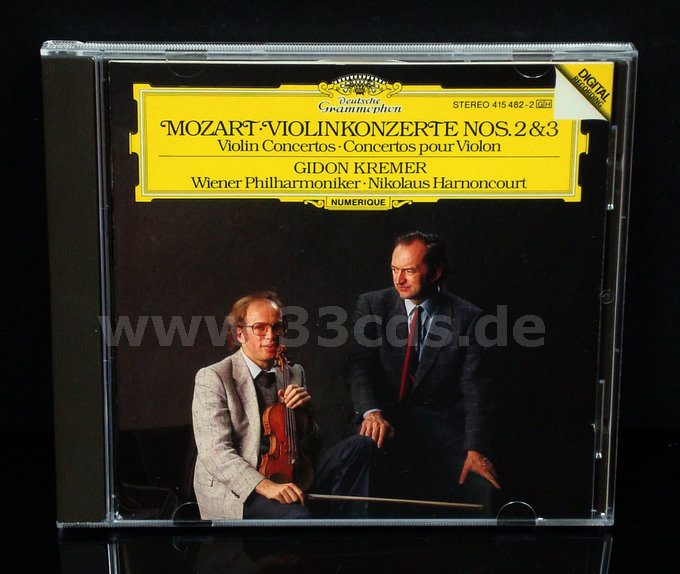 Deutsche
Grammophon
STEREO 415 482-2 GH
DIGITAL
RECORDING
MOZART·VIOLINKONZERTE NOS. 2 & 3
Violin Concertos · Concertos pour Violon
GIDON KREMER
Wiener Philharmoniker · Nikolaus Harnoncourt
NUMERIQUE
www.33cds.de